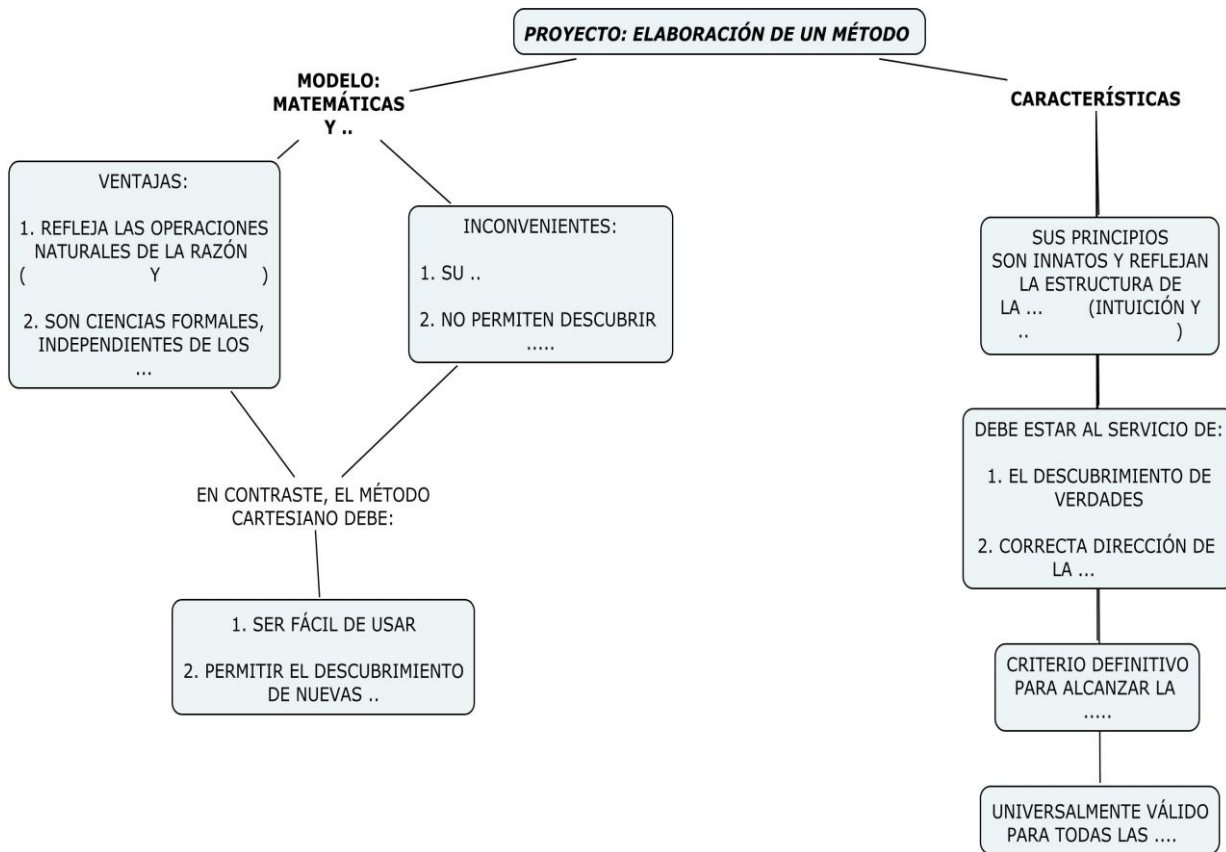 PROYECTO: ELABORACIÓN DE UN MÉTODO
MODELO:
MATEMÁTICAS
Y ..
VENTAJAS:
1. REFLEJA LAS OPERACIONES
NATURALES DE LA RAZÓN
( Y )
2. SON CIENCIAS FORMALES,
INDEPENDIENTES DE LOS
...
INCONVENIENTES:
1. SU ..
2. NO PERMITEN DESCUBRIR
.....
EN CONTRASTE, EL MÉTODO
CARTESIANO DEBE:
1. SER FÁCIL DE USAR
2. PERMITIR EL DESCUBRIMIENTO
DE NUEVAS ..
CARACTERÍSTICAS
SUS PRINCIPIOS
SON INNATOS Y REFLEJAN
LA ESTRUCTURA DE
LA ... (INTUICIÓN Y
.. )
DEBE ESTAR AL SERVICIO DE:
1. EL DESCUBRIMIENTO DE
VERDADES
2. CORRECTA DIRECCIÓN DE
LA ...
CRITERIO DEFINITIVO
PARA ALCANZAR LA
.....
UNIVERSALMENTE VÁLIDO
PARA TODAS LAS ....